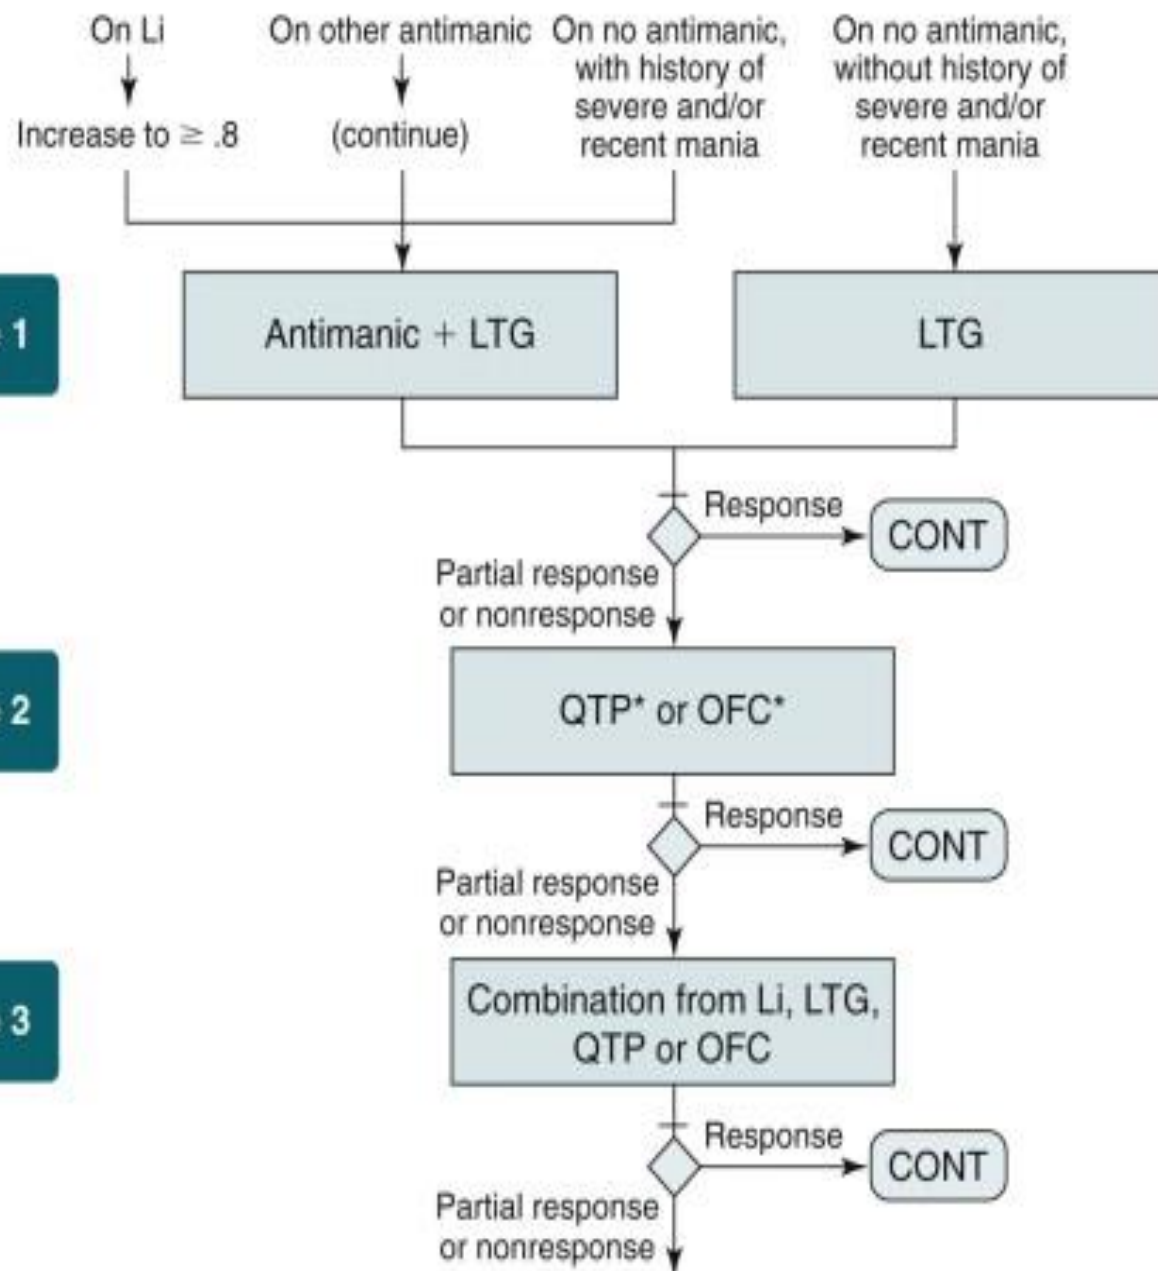 On Li
On other antimanic
On no antimanic,
with history of
severe and/or
recent mania
On no antimanic,
without history of
severe and/or
recent mania
Increase to ≥ .8
(continue)
1
Antimanic + LTG
LTG
Response
CONT
Partial response
or nonresponse
2
QTP* or OFC*
Response
CONT
Partial response
or nonresponse
3
Combination from Li, LTG,
QTP or OFC
Response
CONT
Partial response
or nonresponse